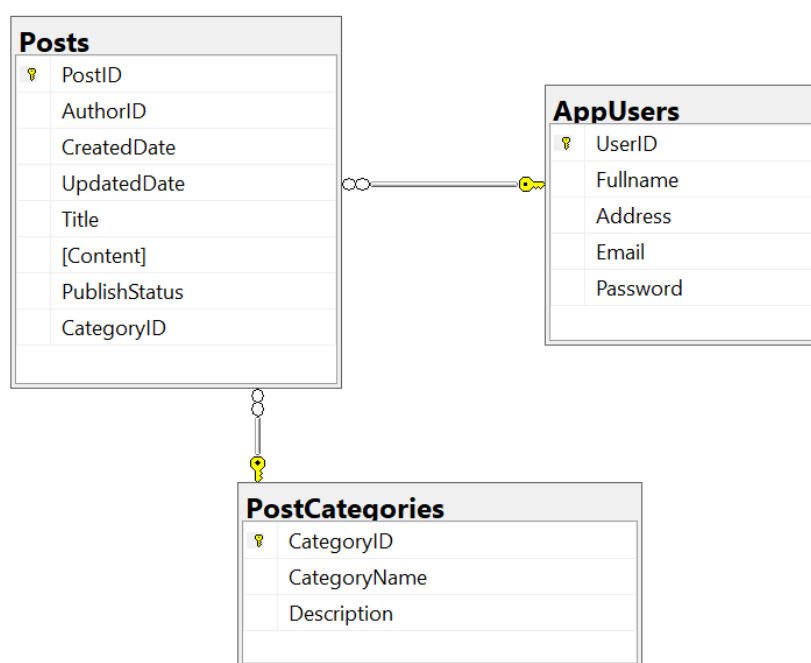 Posts
PostID
AuthorID
CreatedDate
UpdatedDate
Title
[Content]
PublishStatus
CategoryID
AppUsers
UserID
Fullname
Address
Email
Password
PostCategories
CategoryID
CategoryName
Description